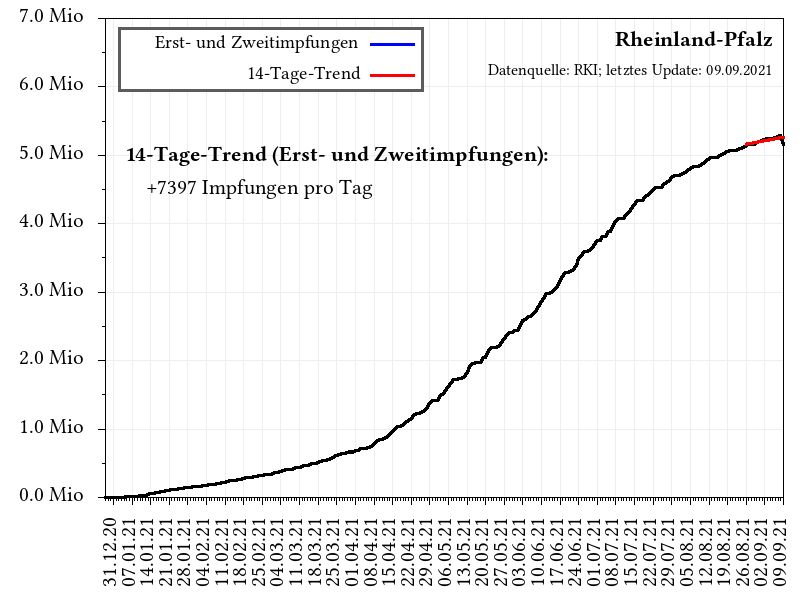 7.0 Mio
6.0 Mio
5.0 Mio
4.0 Mio
3.0 Mio
2.0 Mio
1.0 Mio
0.0 Mio
Erst- und Zweitimpfungen
14-Tage-Trend
Rheinland-Pfalz
Datenquelle: RKI; letztes Update: 09.09.2021
14-Tage-Trend (Erst- und Zweitimpfungen):
+7397 Impfungen pro Tag
31.12.20
07.01.21
14.01.21
21.01.21
28.01.21
04.02.21
11.02.21
18.02.21
25.02.21
04.03.21
11.03.21
18.03.21
25.03.21
01.04.21
08.04.21
15.04.21
22.04.21
29.04.21
06.05.21
13.05.21
20.05.21
27.05.21
03.06.21
10.06.21
17.06.21
24.06.21
01.07.21
08.07.21
15.07.21
22.07.21
29.07.21
05.08.21
12.08.21
19.08.21
26.08.21
02.09.21
09.09.21